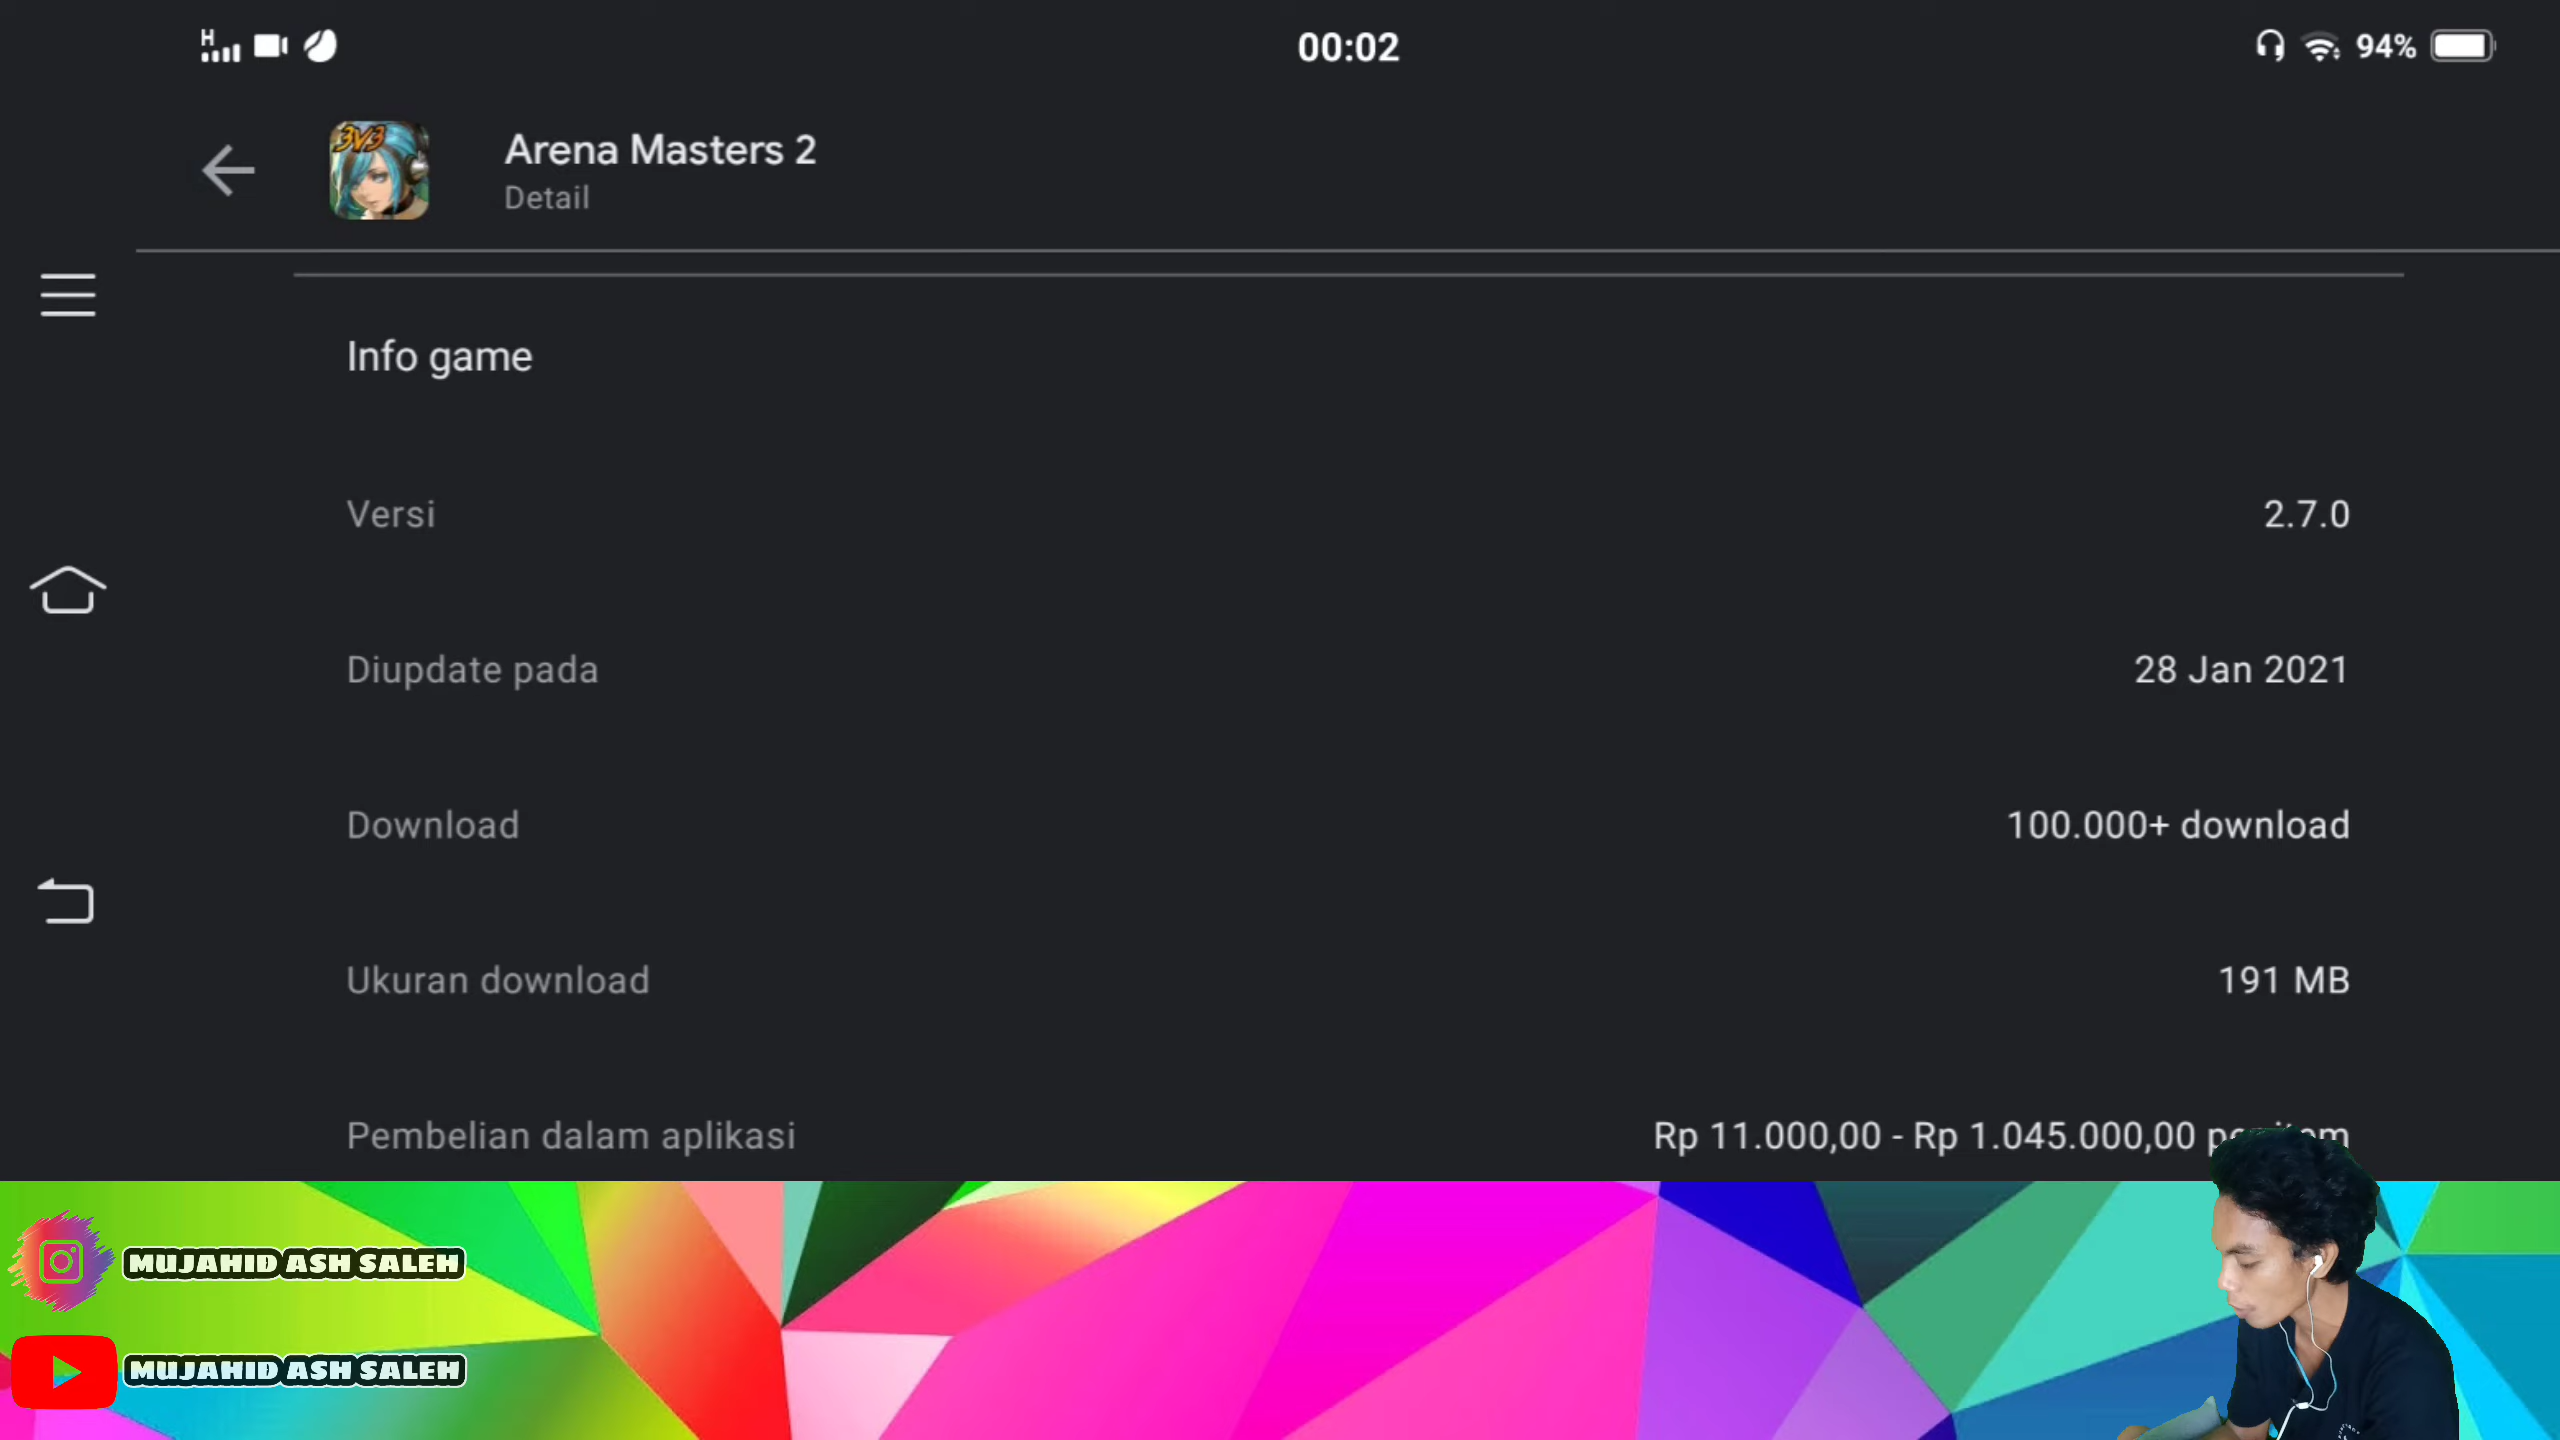 H
00:02
94%
3V3
Arena Masters 2
Detail
Info game
Versi
2.7.0
Diupdate pada
28 Jan 2021
Download
100.000+ download
Ukuran download
191 MB
Pembelian dalam aplikasi
Rp 11.000,00 - Rp 1.045.000,00
MUJAHID ASH SALEH
MUJAHID ASH SALEH